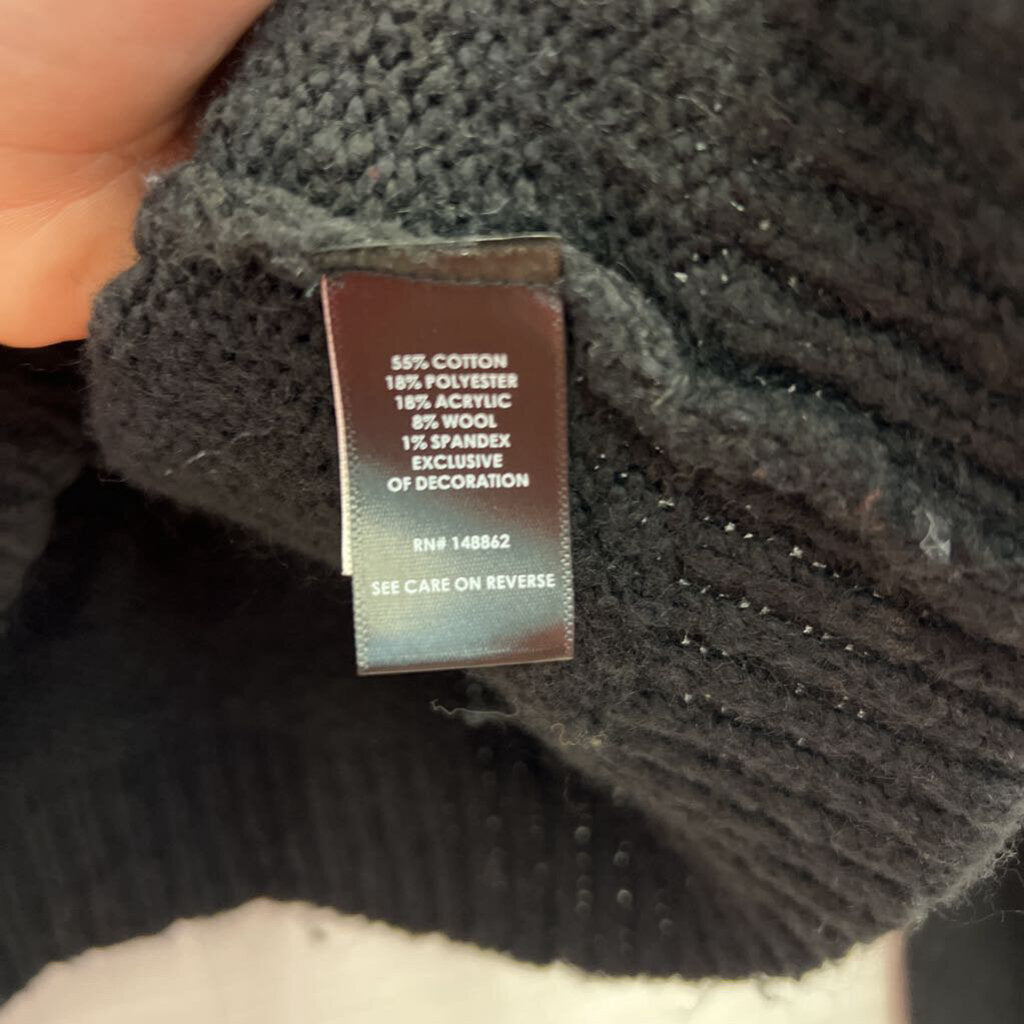 55% COTTON
18% POLYESTER
18% ACRYLIC
8% WOOL
1% SPANDEX
EXCLUSIVE
OF DECORATION
RN# 148862
SEE CARE ON REVERSE